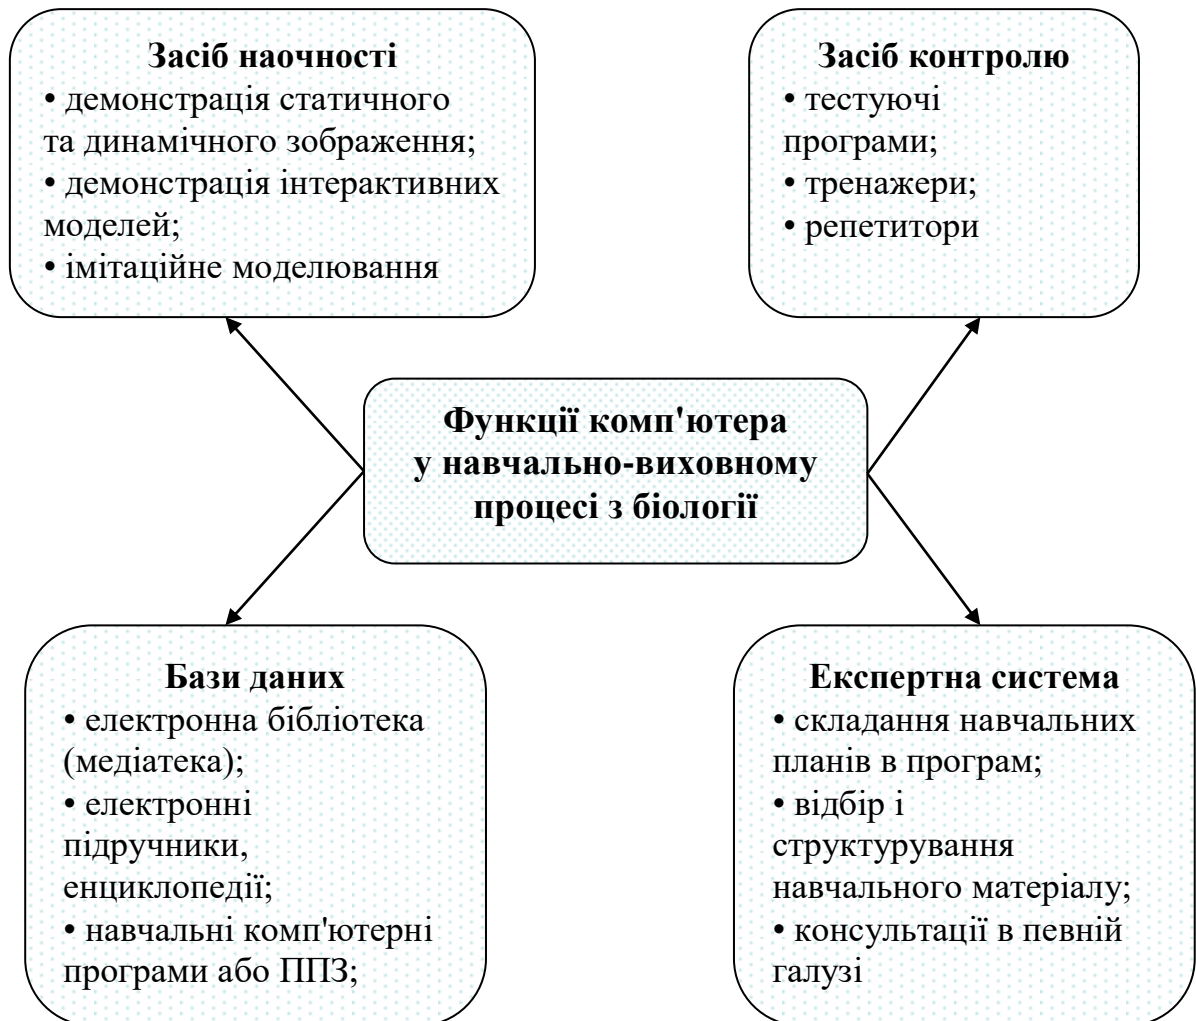 Засіб наочності
• демонстрація статичного
та динамічного зображення;
• демонстрація інтерактивних
моделей;
• імітаційне моделювання
Засіб контролю
• тестуючі
програми;
• тренажери;
• репетитори
Функції комп'ютера
у навчально-виховному
процесі з біології
Бази даних
• електронна бібліотека
(медіатека);
• електронні
підручники,
енциклопедії;
• навчальні комп'ютерні
програми або ППЗ;
Експертна система
• складання навчальних
планів в програм;
• відбір і
структурування
навчального матеріалу;
• консультації в певній
галузі